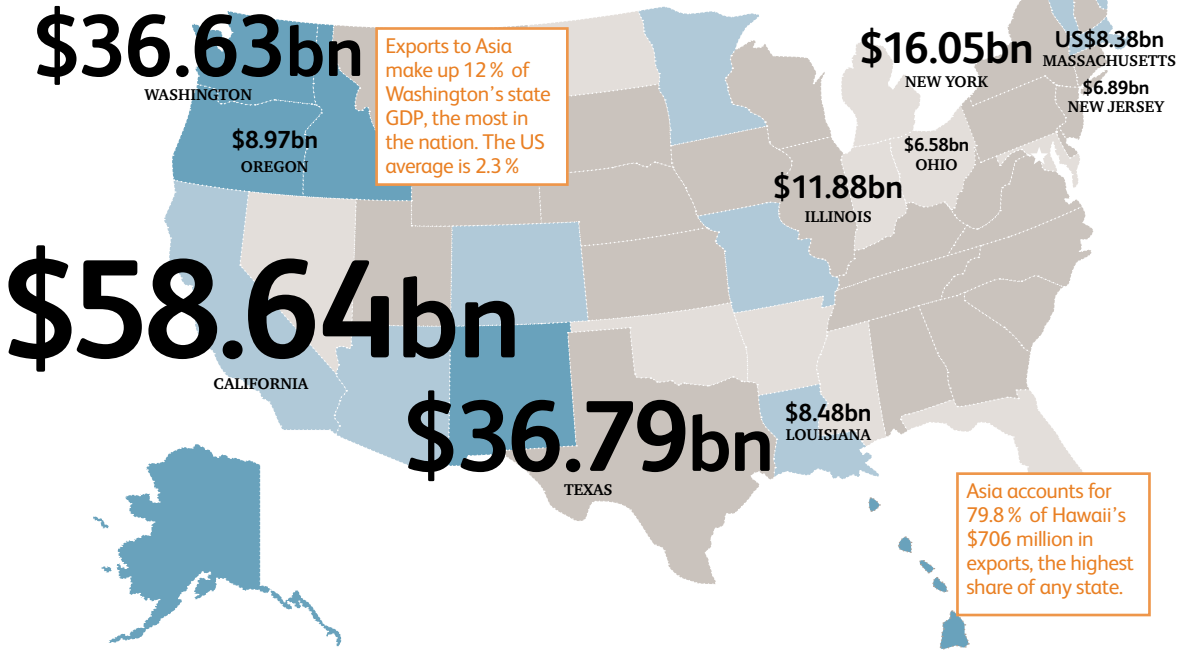 $36.63bn
WASHINGTON
Exports to Asia
make up 12 % of
Washington's state
GDP, the most in
the nation. The US
average is 2.3 %
$16.05bn
NEW YORK
US$8.38bn
MASSACHUSETTS
$6.89bn
NEW JERSEY
$8.97bn
OREGON
$6.58bn
OHIO
$11.88bn
ILLINOIS
$58.64bn
CALIFORNIA
$36.79bn
TEXAS
$8.48bn
LOUISIANA
Asia accounts for
79.8 % of Hawaii's
$706 million in
exports, the highest
share of any state.